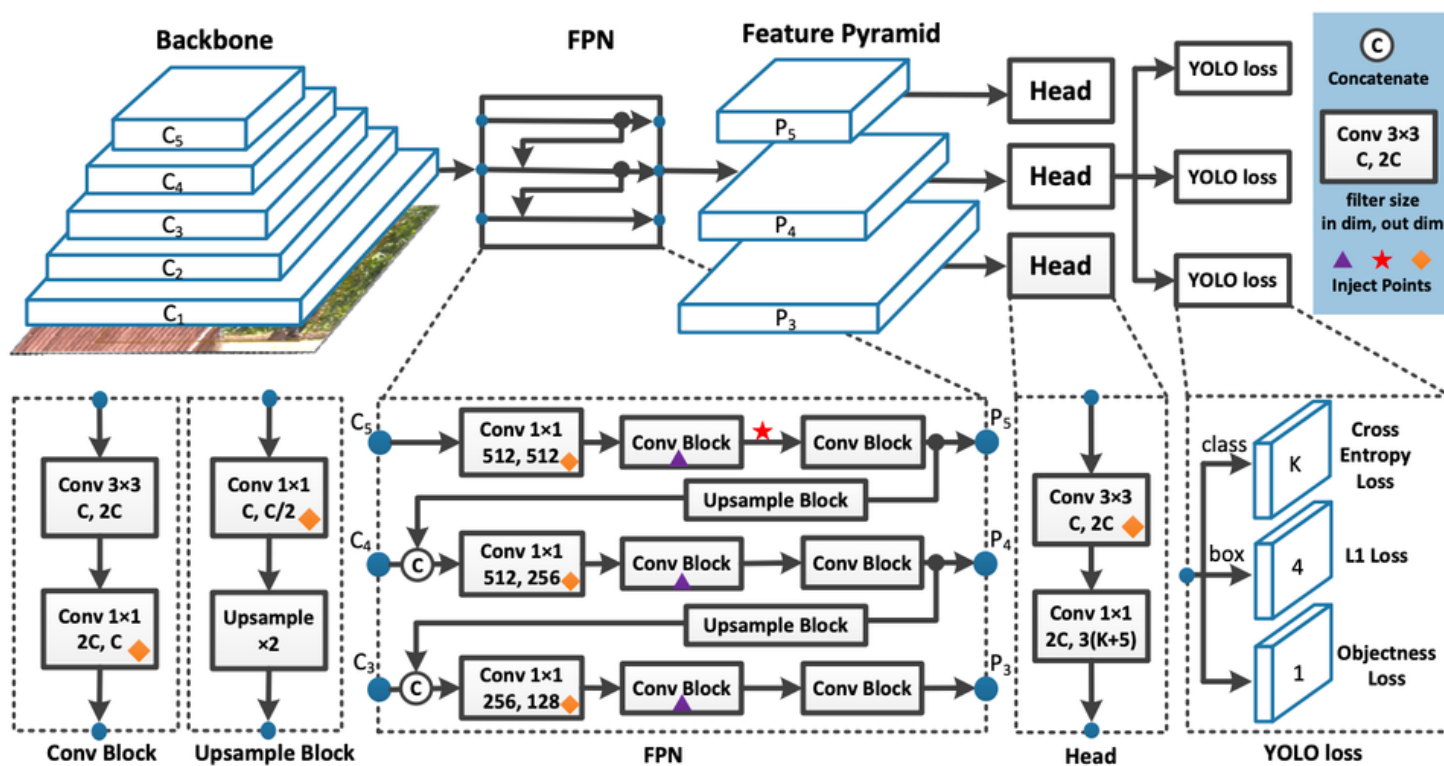 Backbone
FPN
Feature Pyramid
C5
C4
C3
C2
C1
P5
P4
P3
Head
Head
Head
YOLO loss
YOLO loss
YOLO loss
C
Concatenate
Conv 3×3
C, 2C
filter size
in dim, out dim
Inject Points
Conv 3×3
C, 2C
Conv 1×1
2C, C
Conv Block
Conv 1×1
C, C/2
Upsample
×2
Upsample Block
C5
Conv 1×1
512, 512
Conv Block
Conv Block
P5
Upsample Block
C4
C
Conv 1×1
512, 256
Conv Block
Conv Block
P4
Upsample Block
C3
C
Conv 1×1
256, 128
Conv Block
Conv Block
P3
FPN
Conv 3×3
C, 2C
Conv 1×1
2C, 3(K+5)
Head
class
K
Cross
Entropy
Loss
box
4
L1 Loss
1
Objectness
Loss
YOLO loss